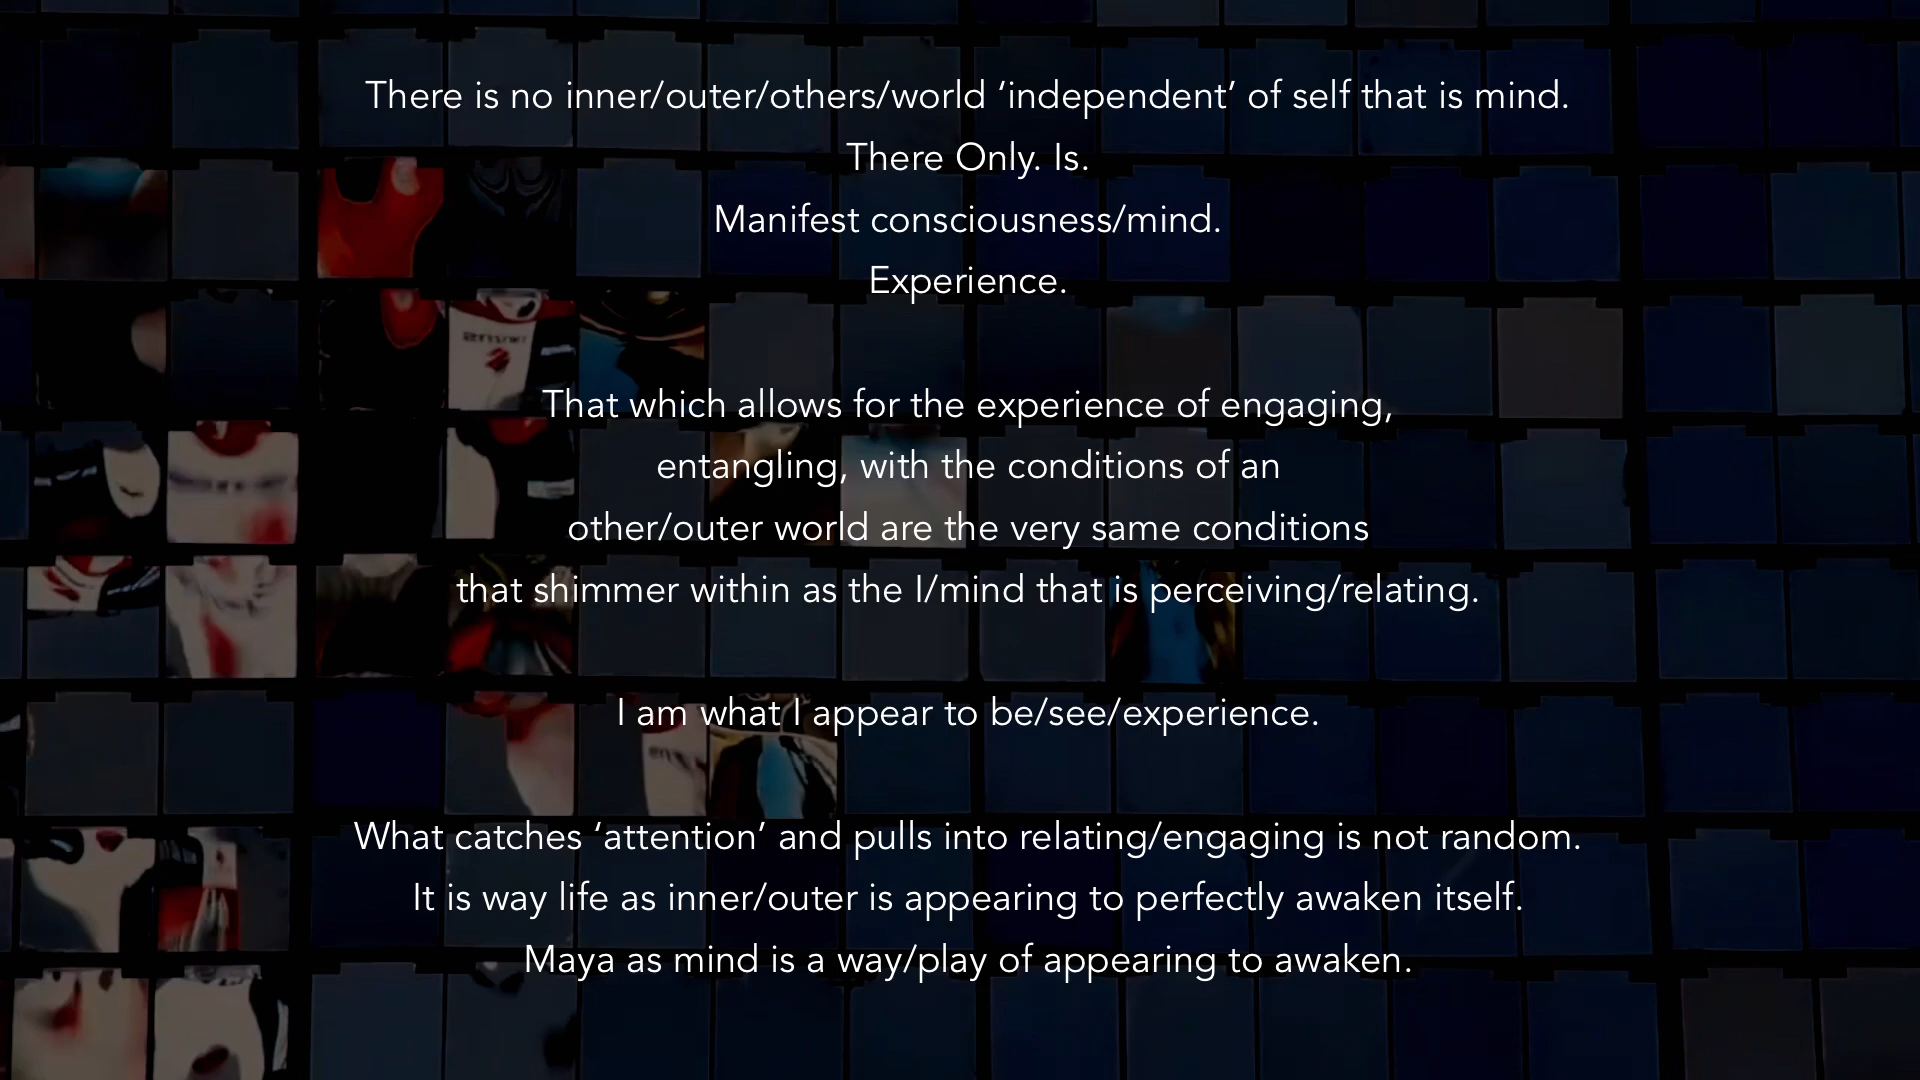 There is no inner/outer/others/world ‘independent’ of self that is mind.
There Only. Is.
Manifest consciousness/mind.
Experience.
That which allows for the experience of engaging,
entangling, with the conditions of an
other/outer world are the very same conditions
that shimmer within as the I/mind that is perceiving/relating.
I am what I appear to be/see/experience.
What catches ‘attention’ and pulls into relating/engaging is not random.
It is way life as inner/outer is appearing to perfectly awaken itself.
Maya as mind is a way/play of appearing to awaken.